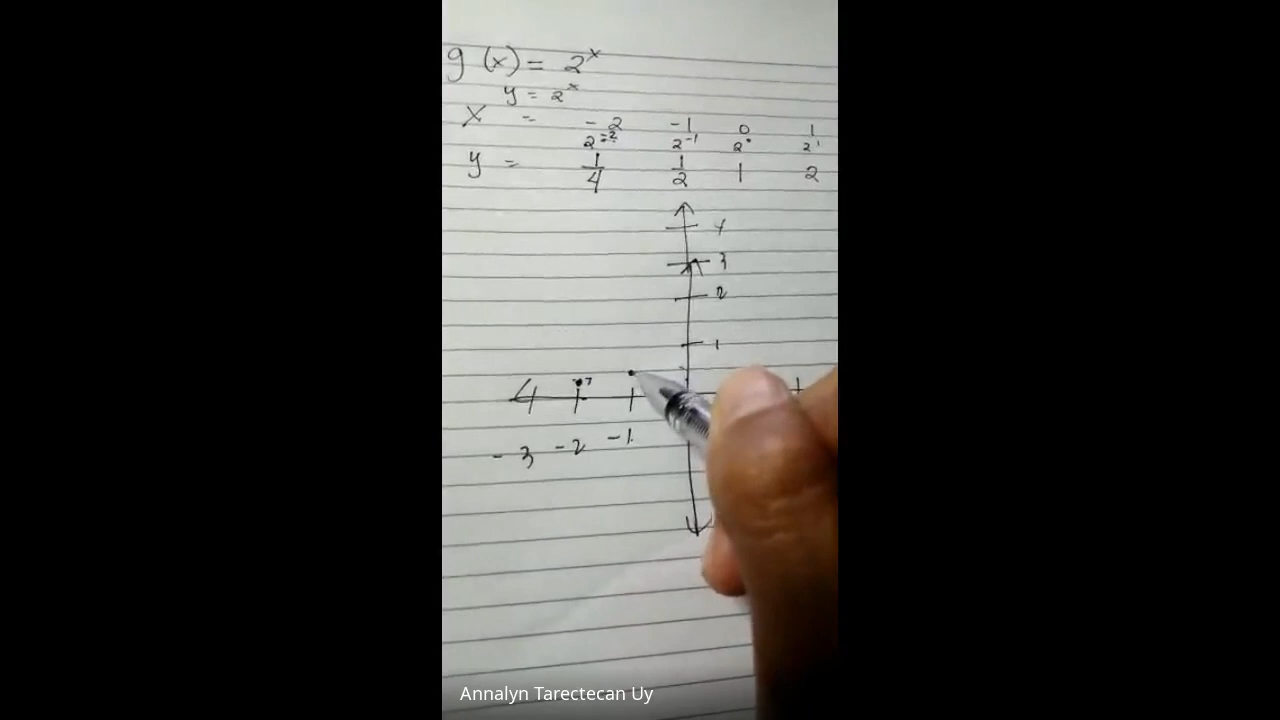 g (x) = 2^x
y = 2^x
x = -2 -1 0 1
2^-2 2^-1 2^0 2^1
y = 1/4 1/2 1 2
4
3
2
1
-3 -2 -1
Annalyn Tarectecan Uy